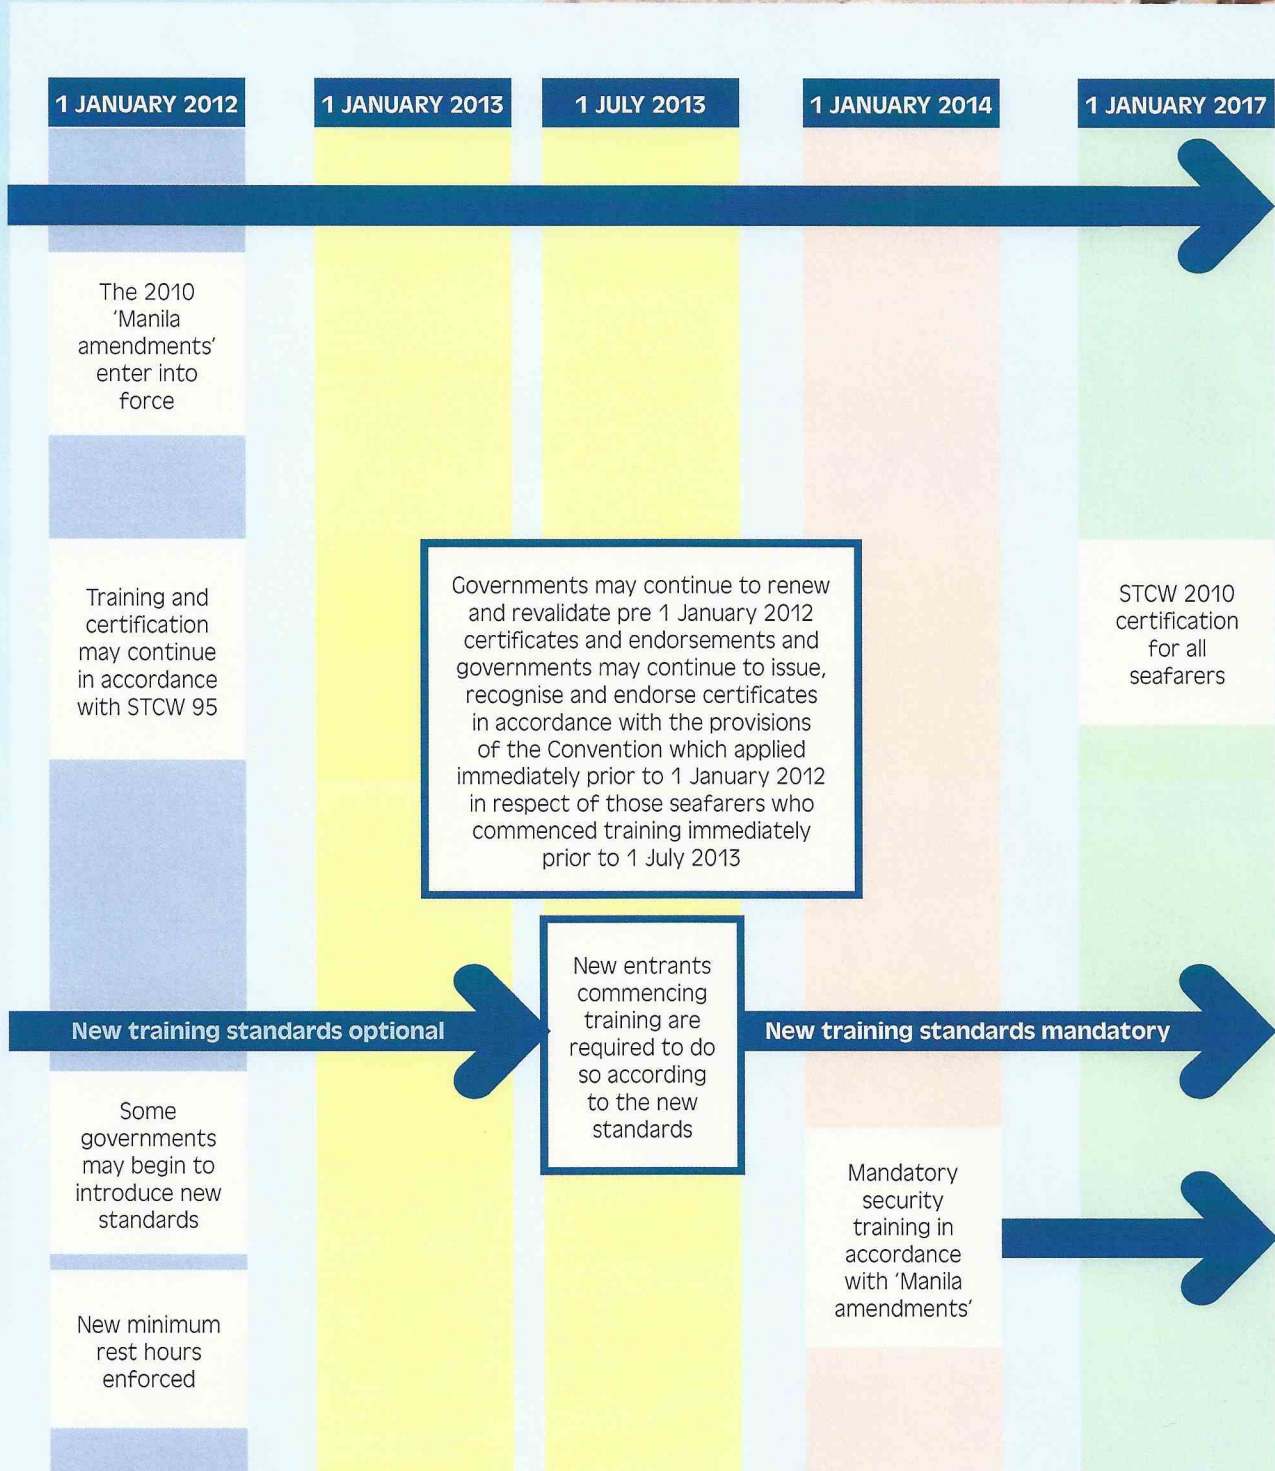 1 JANUARY 2012
1 JANUARY 2013
1 JULY 2013
1 JANUARY 2014
1 JANUARY 2017
The 2010
‘Manila
amendments’
enter into
force
Training and
certification
may continue
in accordance
with STCW 95
Governments may continue to renew
and revalidate pre 1 January 2012
certificates and endorsements and
governments may continue to issue,
recognise and endorse certificates
in accordance with the provisions
of the Convention which applied
immediately prior to 1 January 2012
in respect of those seafarers who
commenced training immediately
prior to 1 July 2013
STCW 2010
certification
for all
seafarers
New training standards optional
New entrants
commencing
training are
required to do
so according
to the new
standards
New training standards mandatory
Some
governments
may begin to
introduce new
standards
New minimum
rest hours
enforced
Mandatory
security
training in
accordance
with ‘Manila
amendments’